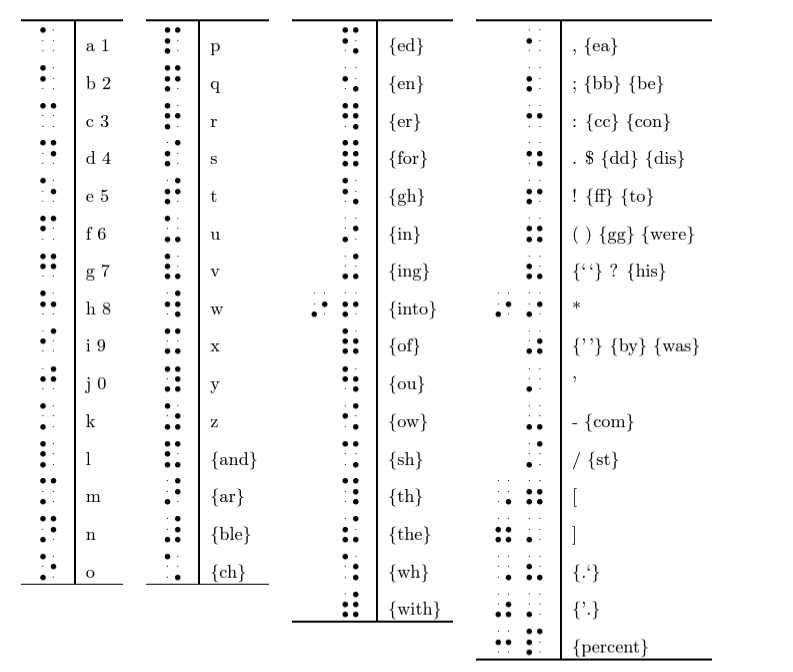 a 1
b 2
c 3
d 4
e 5
f 6
g 7
h 8
i 9
j 0
k
l
m
n
o
p
q
r
s
t
u
v
w
x
y
z
{and}
{ar}
{ble}
{ch}
{ed}
{en}
{er}
{for}
{gh}
{in}
{ing}
{into}
{of}
{ou}
{ow}
{sh}
{th}
{the}
{wh}
{with}
, {ea}
; {bb} {be}
: {cc} {con}
. $ {dd} {dis}
! {ff} {to}
( ) {gg} {were}
{‘‘} ? {his}
*
{’’} {by} {was}
’
- {com}
/ {st}
[
]
{.‘}
{’.}
{percent}